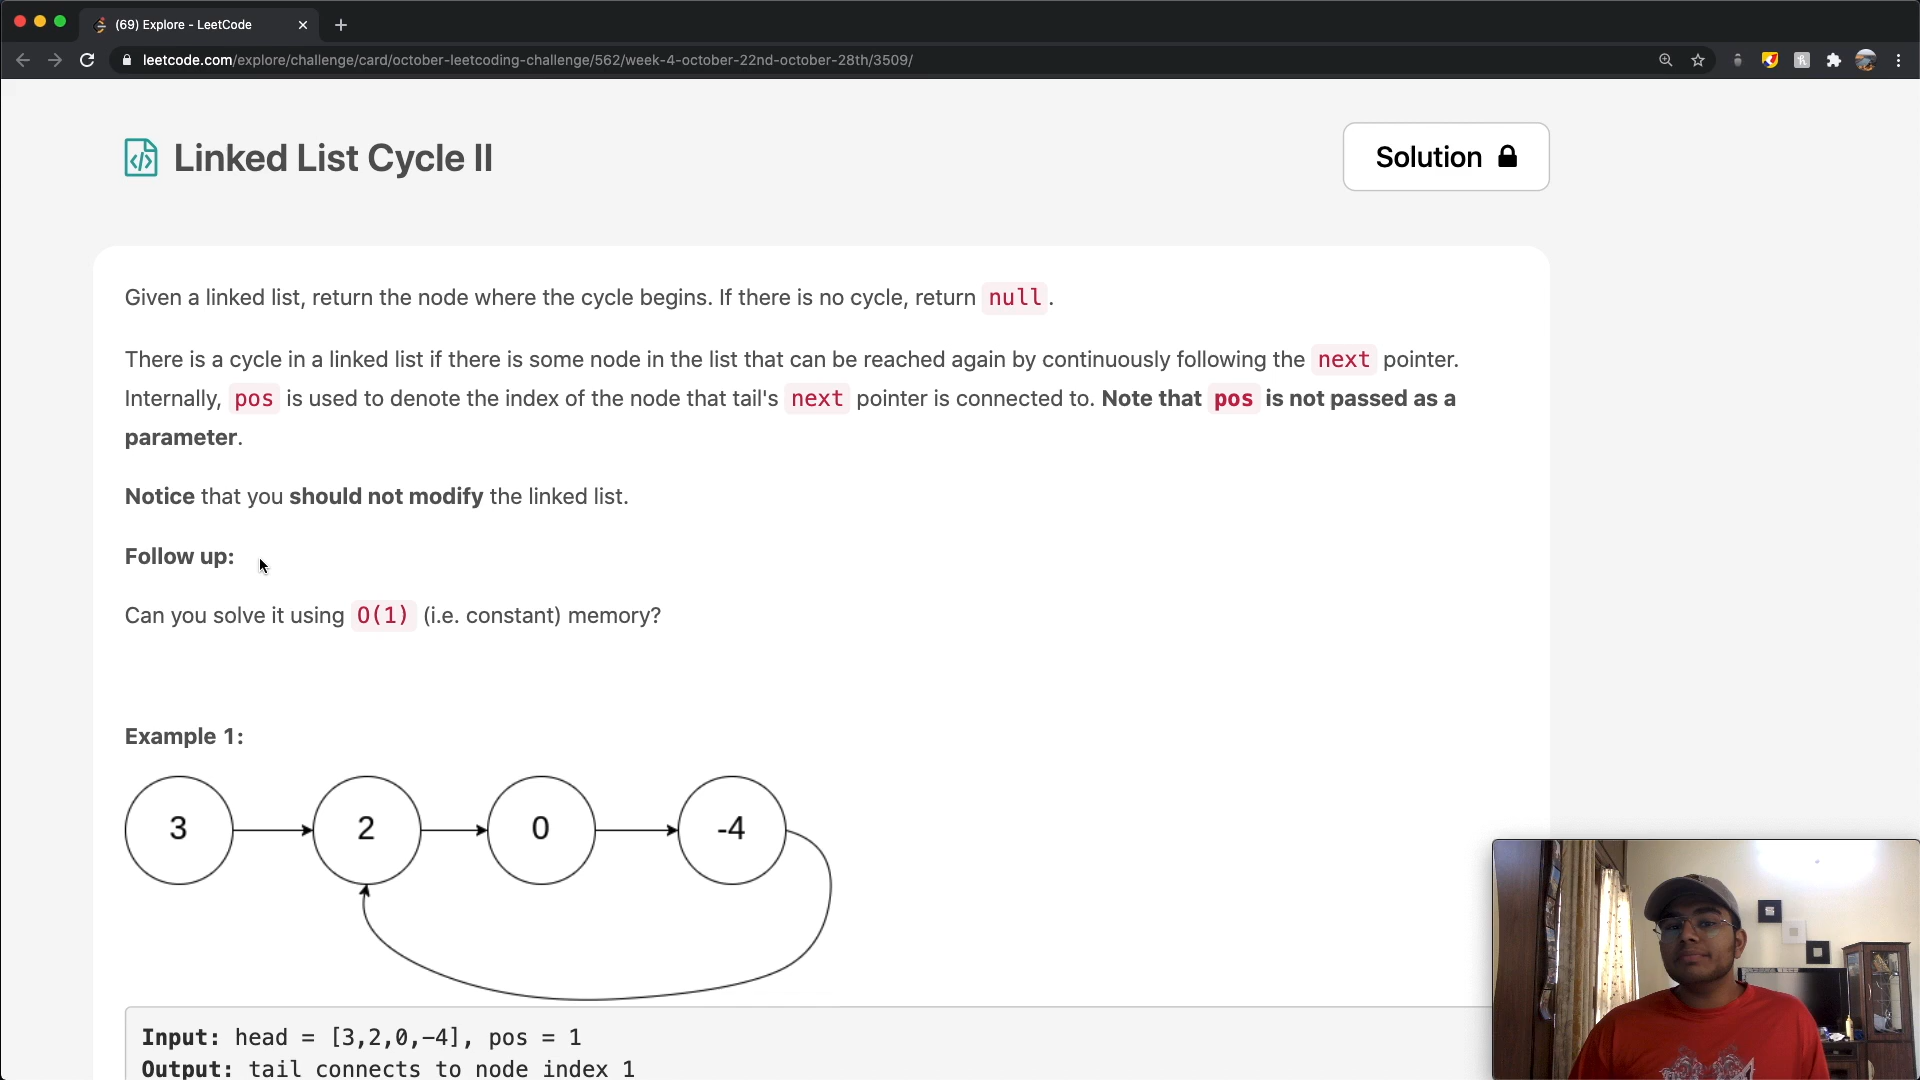 (69) Explore - LeetCode
leetcode.com/explore/challenge/card/october-leetcoding-challenge/562/week-4-october-22nd-october-28th/3509/
Linked List Cycle II
Solution
Given a linked list, return the node where the cycle begins. If there is no cycle, return null.
There is a cycle in a linked list if there is some node in the list that can be reached again by continuously following the next pointer.
Internally, pos is used to denote the index of the node that tail's next pointer is connected to. Note that pos is not passed as a
parameter.
Notice that you should not modify the linked list.
Follow up:
Can you solve it using O(1) (i.e. constant) memory?
Example 1:
3 2 0 -4
Input: head = [3,2,0,-4], pos = 1
Output: tail connects to node index 1